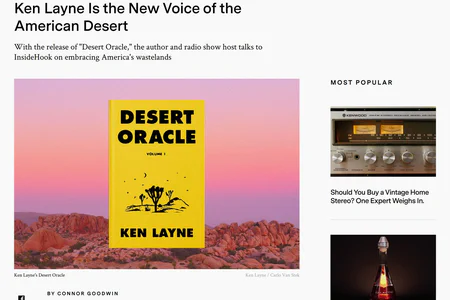 Ken Layne Is the New Voice of the
American Desert
With the release of "Desert Oracle," the author and radio show host talks to
InsideHook on embracing America's wastelands
DESERT
ORACLE
VOLUME 1
KEN LAYNE
Ken Layne's Desert Oracle
Ken Layne / Code Von Sisk
BY CONNOR GOODWIN
MOST POPULAR
KENWOOD
Should You Buy a Vintage Home
Stereo? One Expert Weighs In.